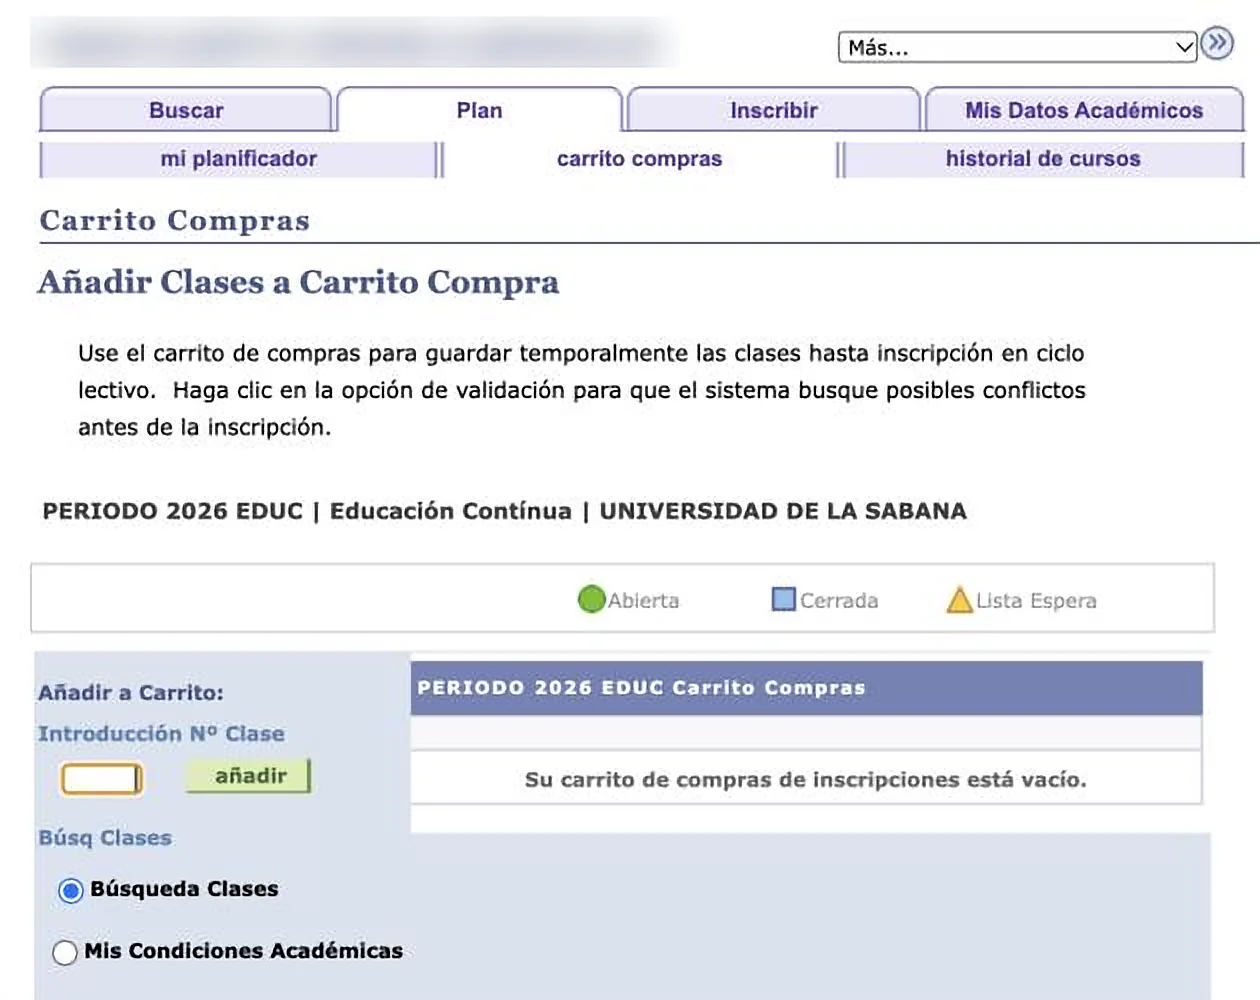 Más...
Buscar
Plan
Inscribir
Mis Datos Académicos
mi planificador
carrito compras
historial de cursos
Carrito Compras
Añadir Clases a Carrito Compra
Use el carrito de compras para guardar temporalmente las clases hasta inscripción en ciclo
lectivo.  Haga clic en la opción de validación para que el sistema busque posibles conflictos
antes de la inscripción.
PERIODO 2026 EDUC | Educación Contínua | UNIVERSIDAD DE LA SABANA
Abierta
Cerrada
Lista Espera
Añadir a Carrito:
Introducción Nº Clase
añadir
PERIODO 2026 EDUC Carrito Compras
Su carrito de compras de inscripciones está vacío.
Búsq Clases
Búsqueda Clases
Mis Condiciones Académicas